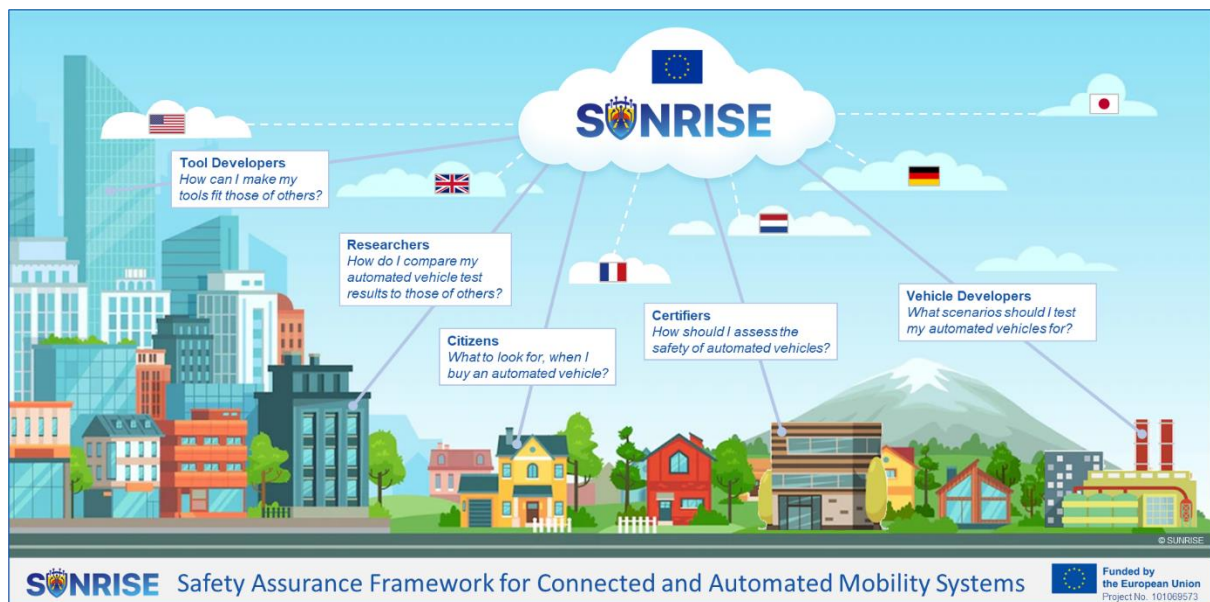 SUNRISE
Tool Developers
How can I make my
tools fit those of others?
Researchers
How do I compare my
automated vehicle test
results to those of others?
Citizens
What to look for, when I
buy an automated vehicle?
Certifiers
How should I assess the
safety of automated vehicles?
Vehicle Developers
What scenarios should I test
my automated vehicles for?
© SUNRISE
SUNRISE Safety Assurance Framework for Connected and Automated Mobility Systems
Funded by
the European Union
Project No. 101069573